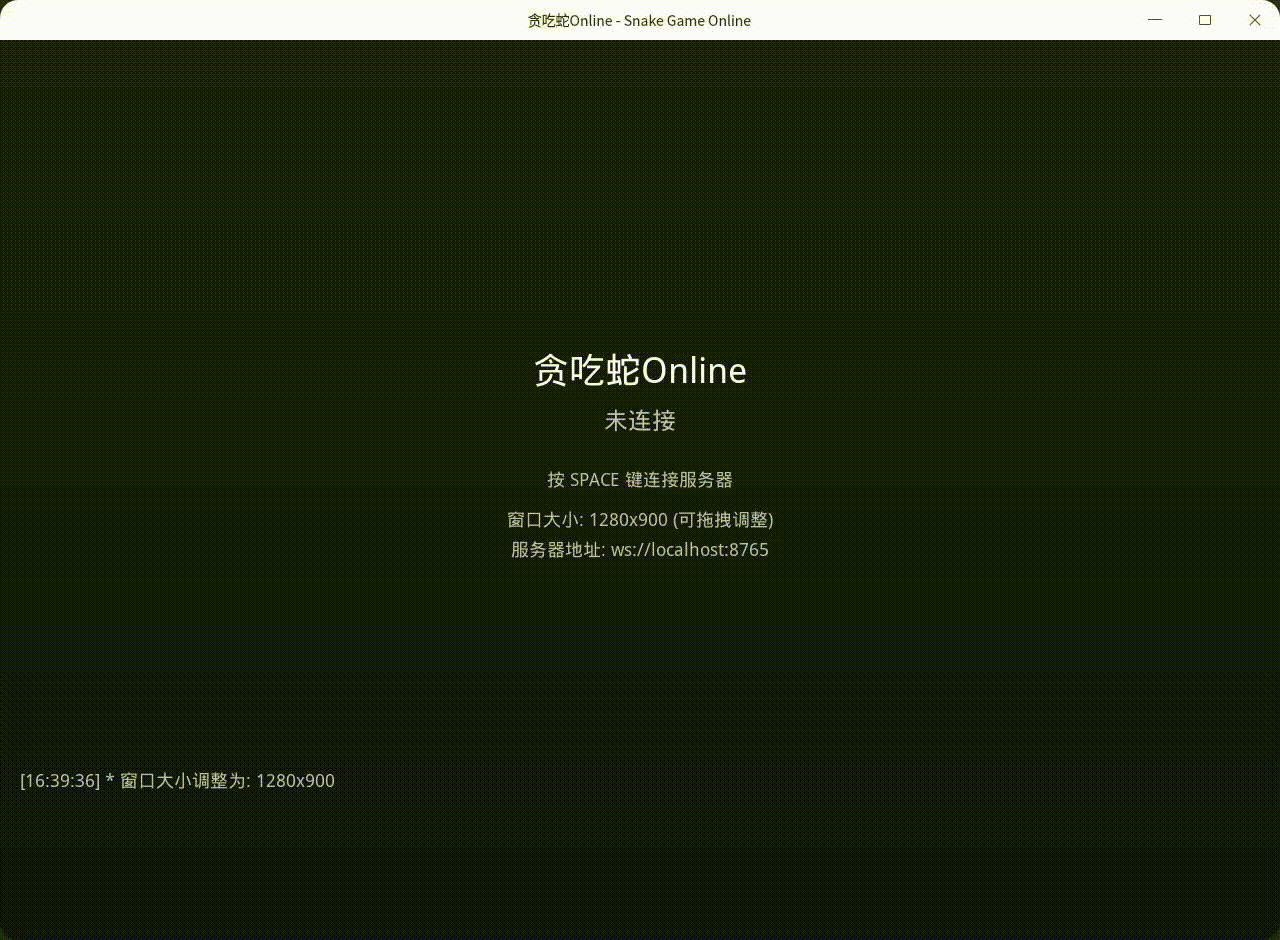 贪吃蛇Online - Snake Game Online
贪吃蛇Online
未连接
按 SPACE 键连接服务器
窗口大小: 1280x900 (可拖拽调整)
服务器地址: ws://localhost:8765
[16:39:36] * 窗口大小调整为: 1280x900